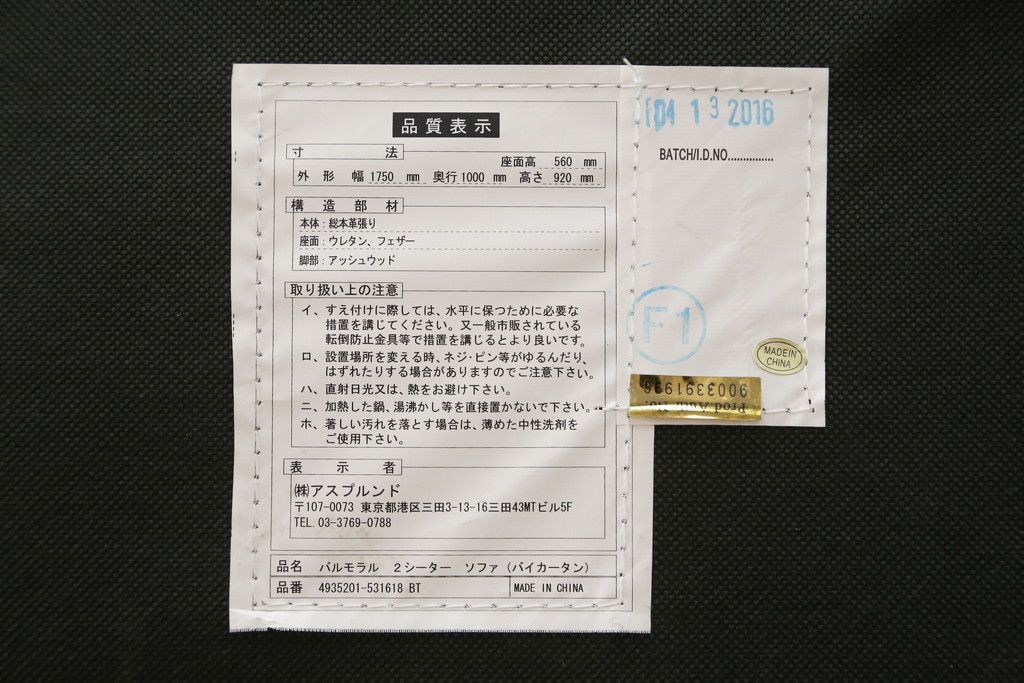 品質表示
寸法
座面高 560 mm
外形 幅 1750 mm 奥行 1000 mm 高さ 920 mm
構造部材
本体：総本革張り
座面：ウレタン、フェザー
脚部：アッシュウッド
取り扱い上の注意
イ、すえ付けに際しては、水平に保つために必要な
措置を講じてください。又一般市販されている
転倒防止金具等で措置を講じるとより良いです。
ロ、設置場所を変える時、ネジ・ピン等がゆるんだり、
はずれたりする場合がありますのでご注意下さい。
ハ、直射日光又は、熱をお避け下さい。
ニ、加熱した鍋、湯沸かし等を直接置かないで下さい。
ホ、著しい汚れを落とす場合は、薄めた中性洗剤を
ご使用下さい。
表示者
㈱アスプルンド
〒107-0073 東京都港区三田3-13-16三田43MTビル5F
TEL. 03-3769-0788
品名 バルモラル 2シーター ソファ（バイカータン）
品番 4935201-531618 BT MADE IN CHINA
04 1 3 2016
BATCH/I.D.NO...............
F1
MADE IN
CHINA
Prod Auth No:
9003391996